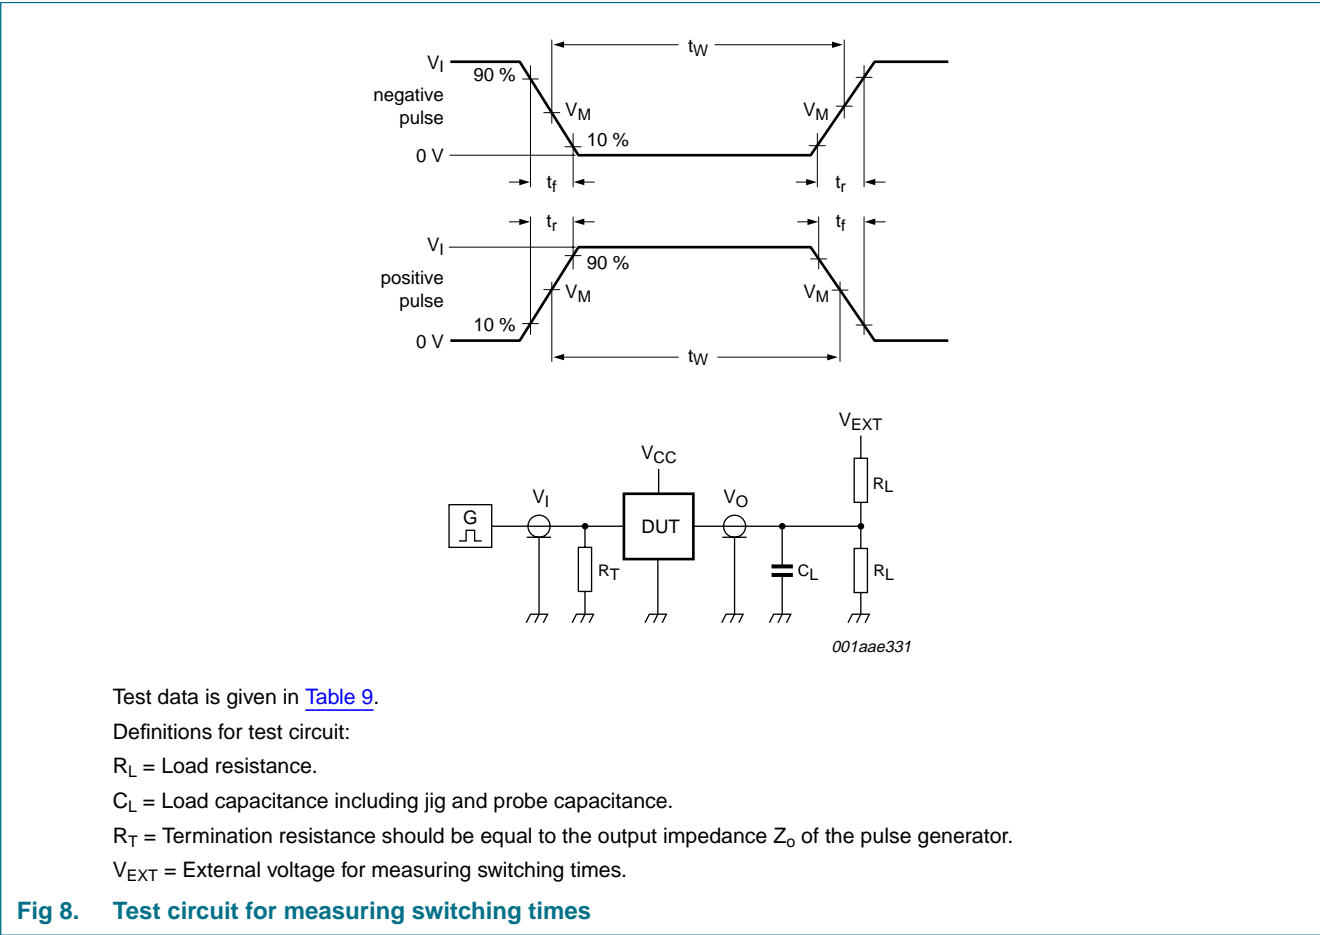 tW
VI
90 %
negative
pulse
VM
VM
10 %
0 V
tf
tr
tr
tf
VI
90 %
positive
pulse
VM
VM
10 %
0 V
tW
VEXT
VCC
RL
VI
VO
G
DUT
RT
CL
RL
001aae331
Test data is given in Table 9.
Definitions for test circuit:
RL = Load resistance.
CL = Load capacitance including jig and probe capacitance.
RT = Termination resistance should be equal to the output impedance Zo of the pulse generator.
VEXT = External voltage for measuring switching times.
Fig 8. Test circuit for measuring switching times